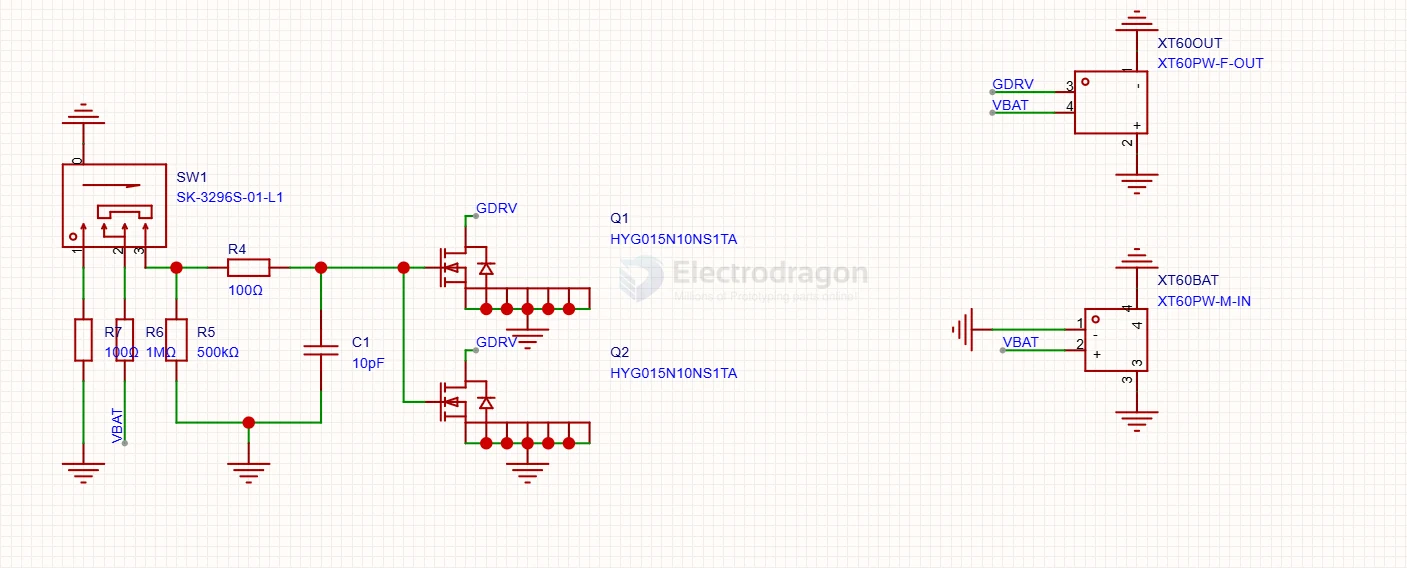 XT60OUT
XT60PW-F-OUT
1
GDRV
3
-
VBAT
4
+
2
0
SW1
SK-3296S-01-L1
1
2
3
R4
100Ω
GDRV
Q1
HYG015N10NS1TA
Electrodragon
R7
100Ω
R6
1MΩ
R5
500kΩ
C1
10pF
VBAT
GDRV
Q2
HYG015N10NS1TA
XT60BAT
XT60PW-M-IN
4
1
4
-
VBAT
2
+
3
3